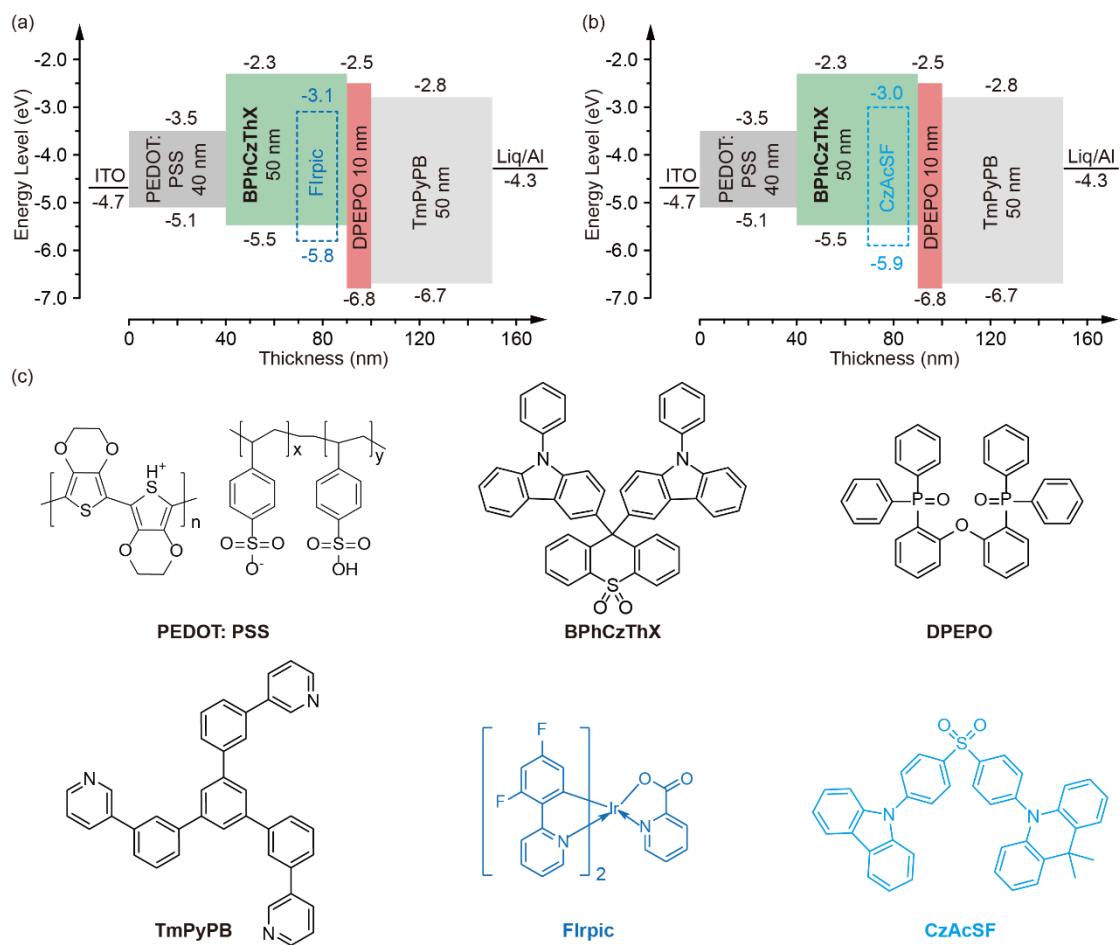 (a)
Energy Level (eV)
-2.0
-3.0
-4.0
-5.0
-6.0
-7.0
ITO
-4.7
-3.5
PEDOT:
PSS
40 nm
-5.1
-2.3
BPhCzThX
50 nm
-5.5
-3.1
FIrpic
-5.8
-2.5
DPEPO 10 nm
-6.8
-2.8
TmPyPB
50 nm
-6.7
Liq/Al
-4.3
0
40
80
120
160
Thickness (nm)
(b)
Energy Level (eV)
-2.0
-3.0
-4.0
-5.0
-6.0
-7.0
ITO
-4.7
-3.5
PEDOT:
PSS
40 nm
-5.1
-2.3
BPhCzThX
50 nm
-5.5
-3.0
CzAcSF
-5.9
-2.5
DPEPO 10 nm
-6.8
-2.8
TmPyPB
50 nm
-6.7
Liq/Al
-4.3
0
40
80
120
160
Thickness (nm)
(c)
O O
H+
S
S
n
O O
x
y
O=S=O
O-
O=S=O
OH
PEDOT: PSS
N N
S
O O
BPhCzThX
P=O O=P
O
DPEPO
N
N
N
TmPyPB
F
F
N
2
Ir
O O
N
FIrpic
O O
S
N N
CzAcSF